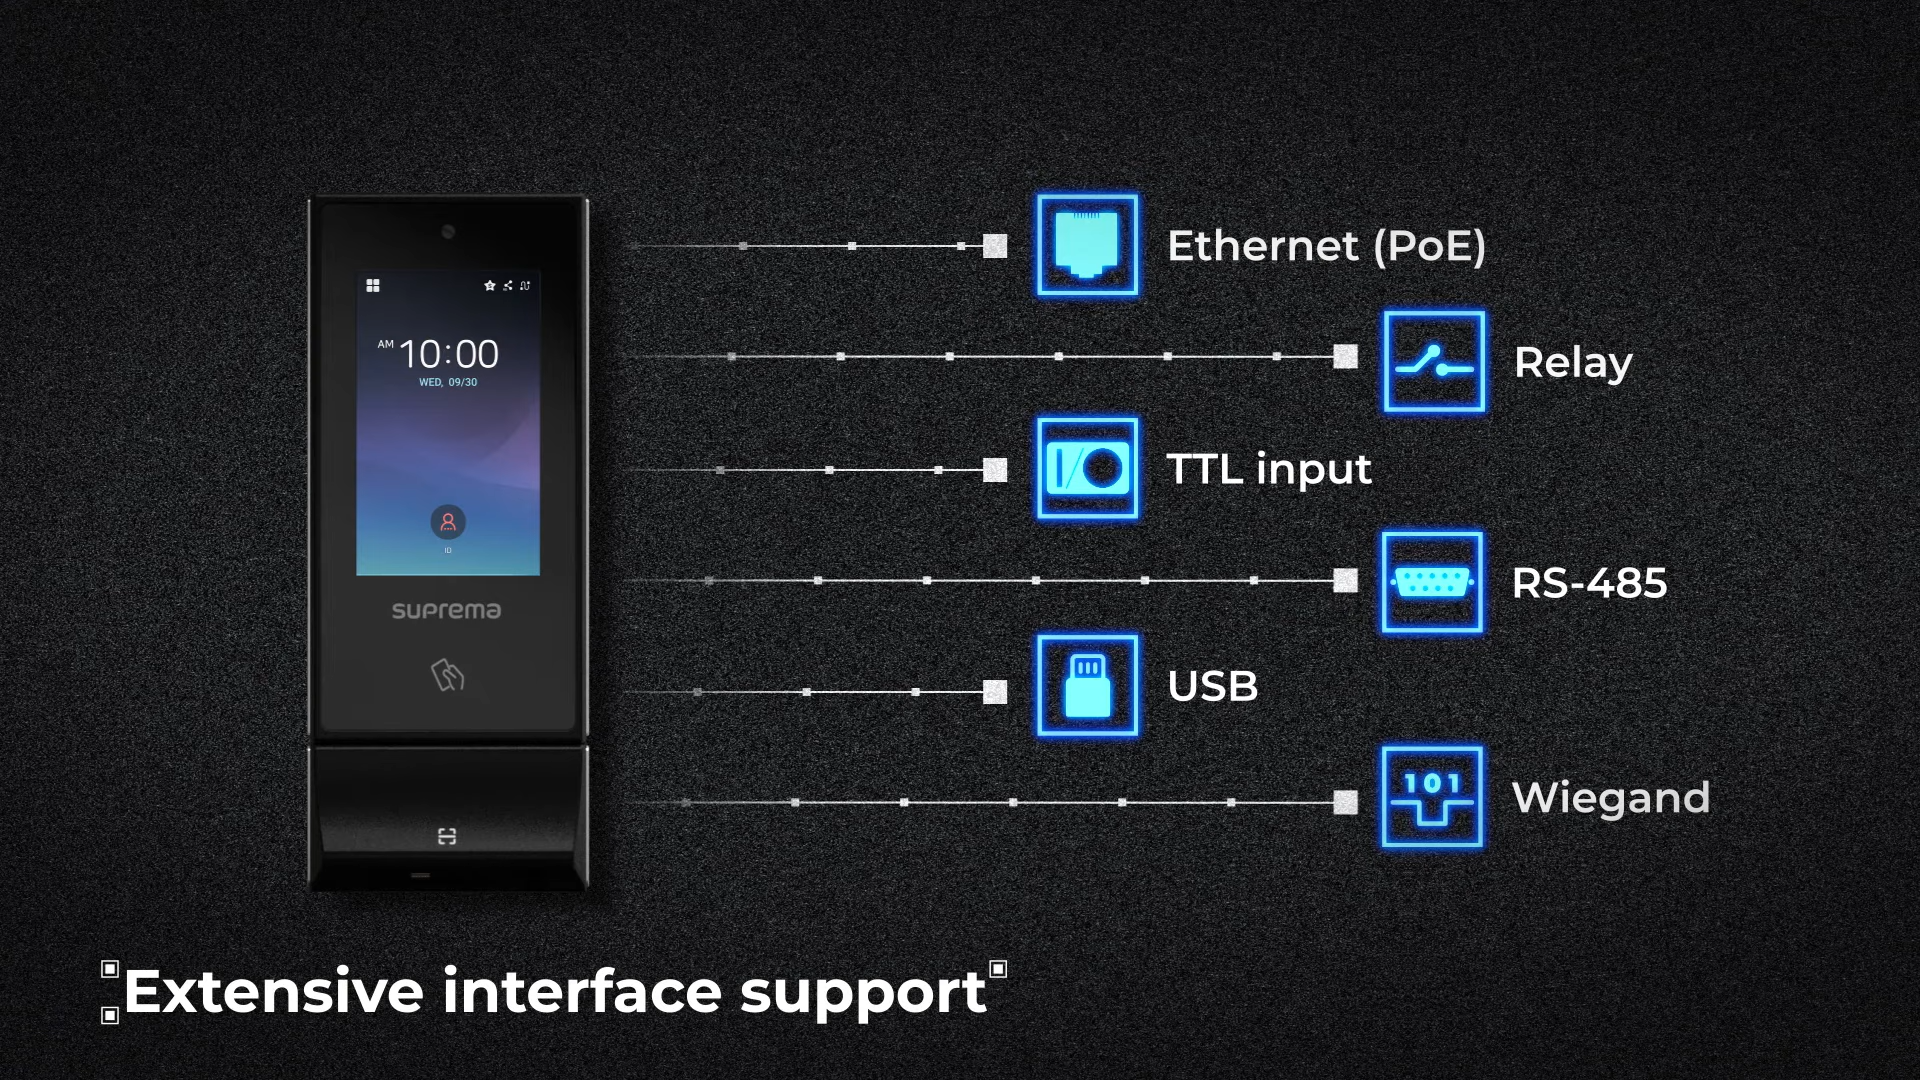 AM 10:00
WED, 09/30
ID
suprema
Ethernet (PoE)
Relay
TTL input
RS-485
USB
101
Wiegand
Extensive interface support